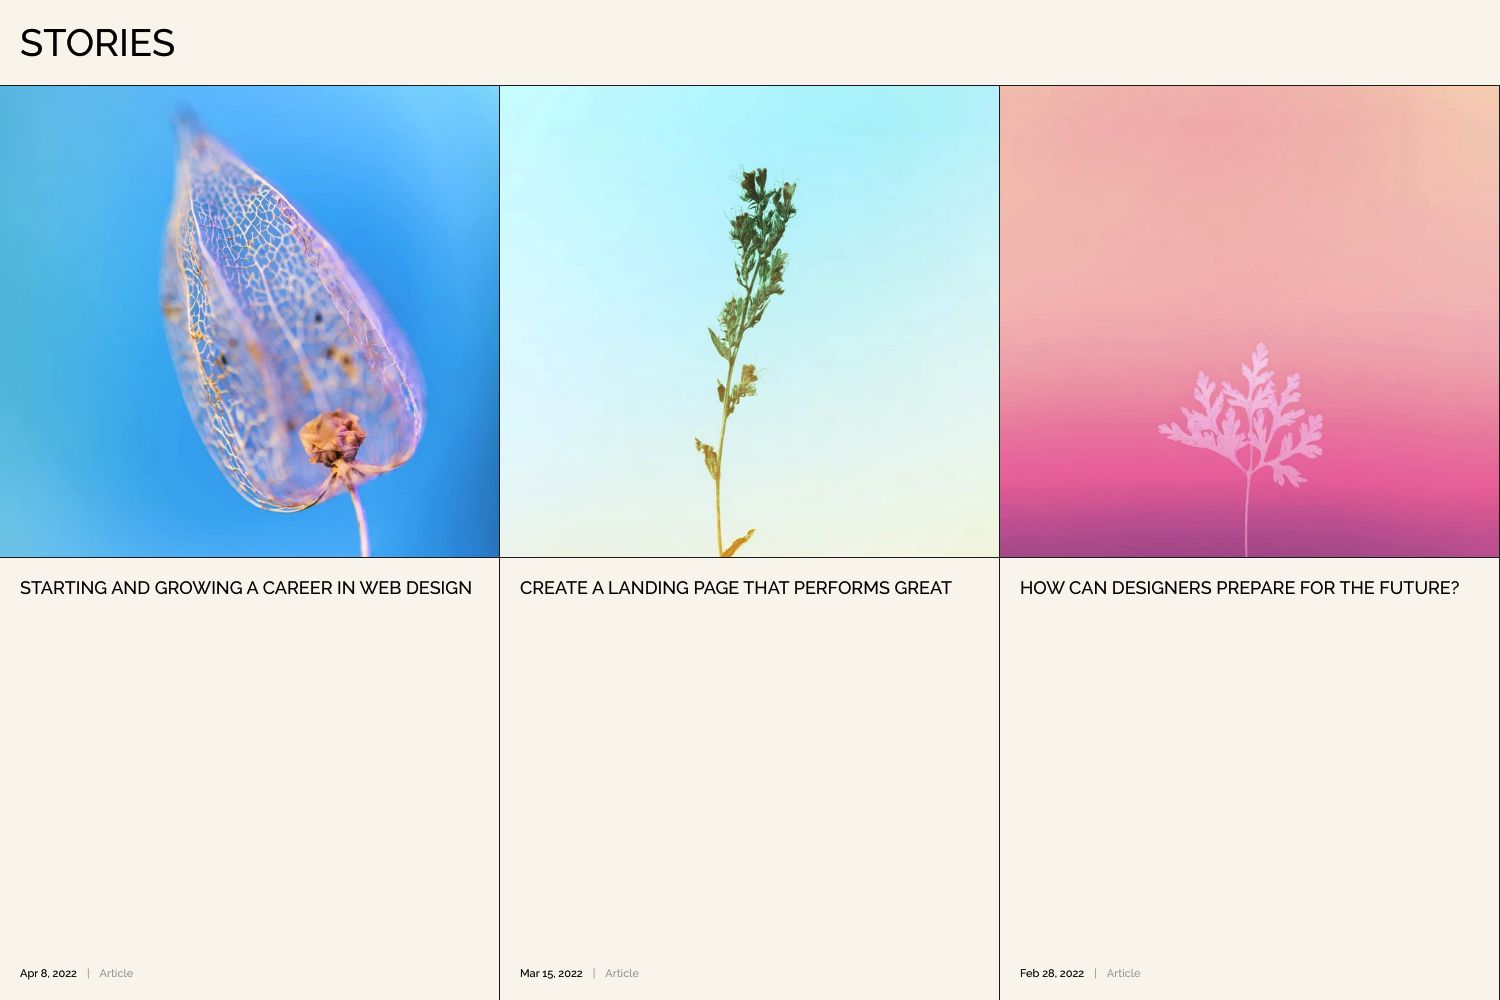 STORIES
STARTING AND GROWING A CAREER IN WEB DESIGN
CREATE A LANDING PAGE THAT PERFORMS GREAT
HOW CAN DESIGNERS PREPARE FOR THE FUTURE?
Apr 8, 2022 | Article
Mar 15, 2022 | Article
Feb 28, 2022 | Article